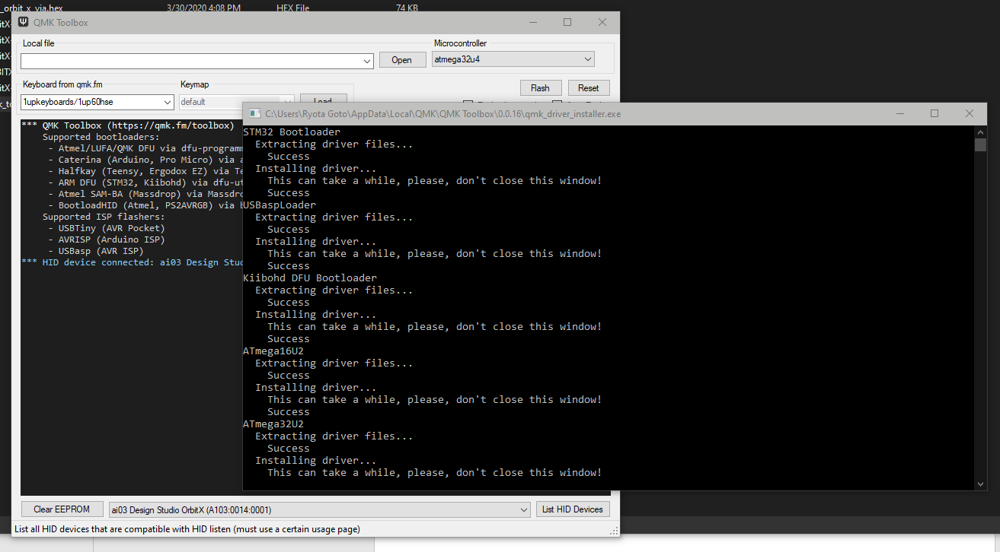 _orbit_x_via.hex 3/30/2020 4:08 PM HEX File 74 KB
QMK Toolbox
Local file
Microcontroller
Open
atmega32u4
Keyboard from qmk.fm
Keymap
Flash
Reset
1upkeyboards/1up60hse
default
Load
*** QMK Toolbox (https://qmk.fm/toolbox)
Supported bootloaders:
- Atmel/LUFA/QMK DFU via dfu-programm
- Caterina (Arduino, Pro Micro) via a
- Halfkay (Teensy, Ergodox EZ) via Te
- ARM DFU (STM32, Kiibohd) via dfu-ut
- Atmel SAM-BA (Massdrop) via Massdro
- BootloadHID (Atmel, PS2AVRGB) via b
Supported ISP flashers:
- USBTiny (AVR Pocket)
- AVRISP (Arduino ISP)
- USBasp (AVR ISP)
*** HID device connected: ai03 Design Stud
C:\Users\Ryota Goto\AppData\Local\QMK\QMK Toolbox\0.0.16\qmk_driver_installer.exe
STM32 Bootloader
Extracting driver files...
Success
Installing driver...
This can take a while, please, don't close this window!
Success
USBaspLoader
Extracting driver files...
Success
Installing driver...
This can take a while, please, don't close this window!
Success
Kiibohd DFU Bootloader
Extracting driver files...
Success
Installing driver...
This can take a while, please, don't close this window!
Success
ATmega16U2
Extracting driver files...
Success
Installing driver...
This can take a while, please, don't close this window!
Success
ATmega32U2
Extracting driver files...
Success
Installing driver...
This can take a while, please, don't close this window!
Clear EEPROM
ai03 Design Studio OrbitX (A103:0014:0001)
List HID Devices
List all HID devices that are compatible with HID listen (must use a certain usage page)